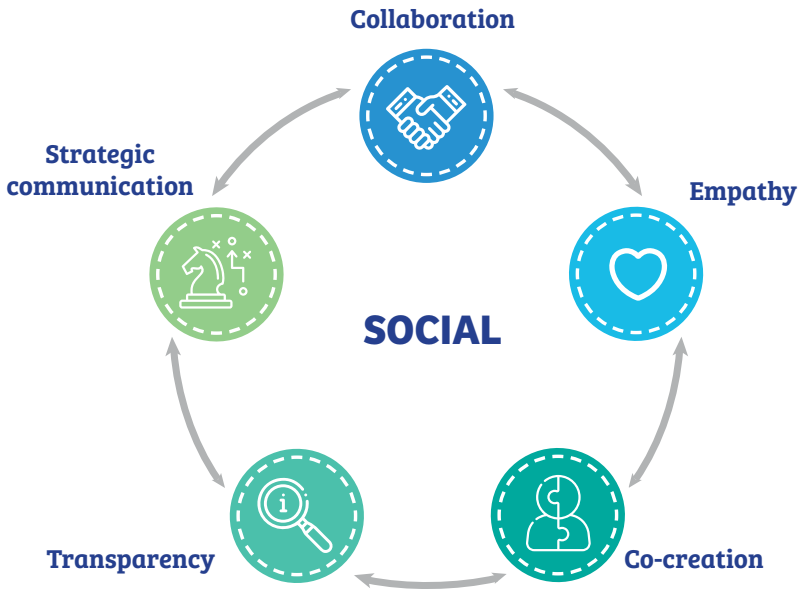 Collaboration
Strategic
communication
Empathy
SOCIAL
i
Transparency
Co-creation